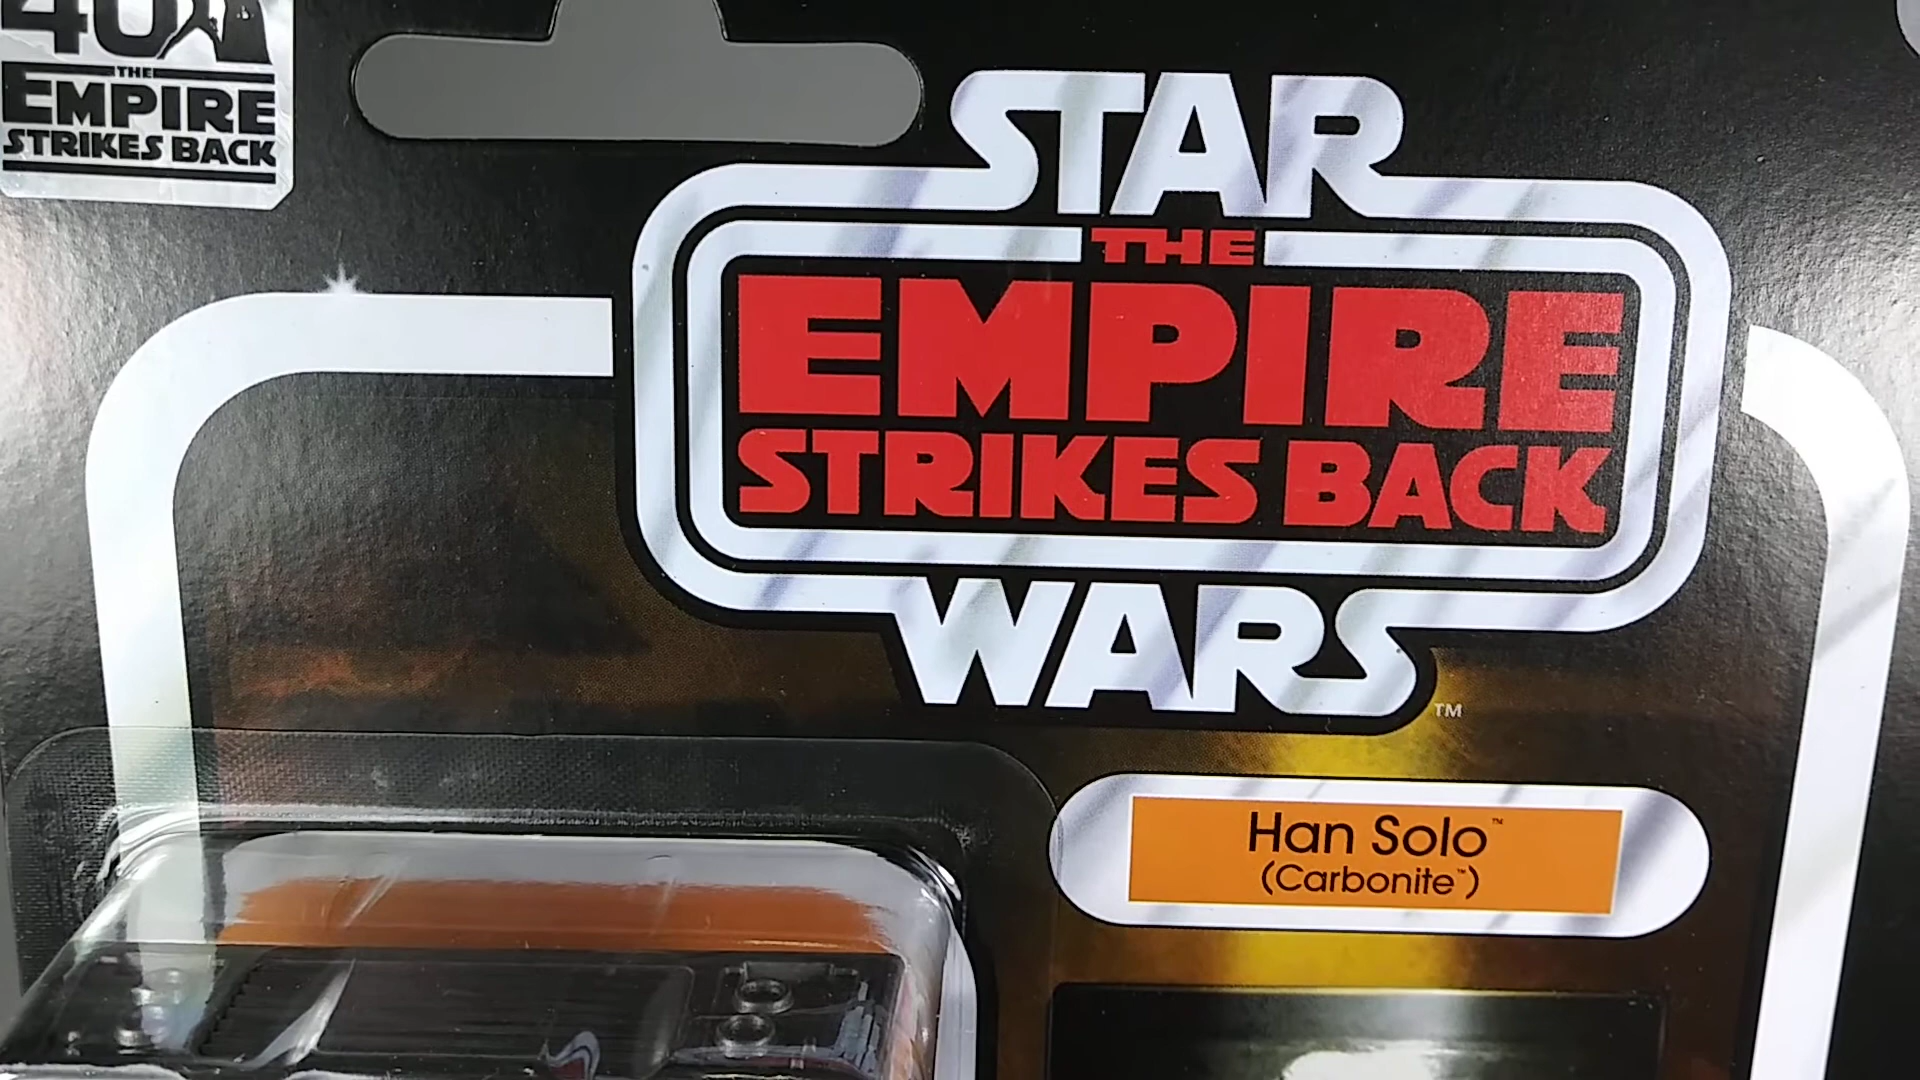 40
THE
EMPIRE
STRIKES BACK
STAR
THE
EMPIRE
STRIKES BACK
WARS
TM
Han Solo™
(Carbonite™)